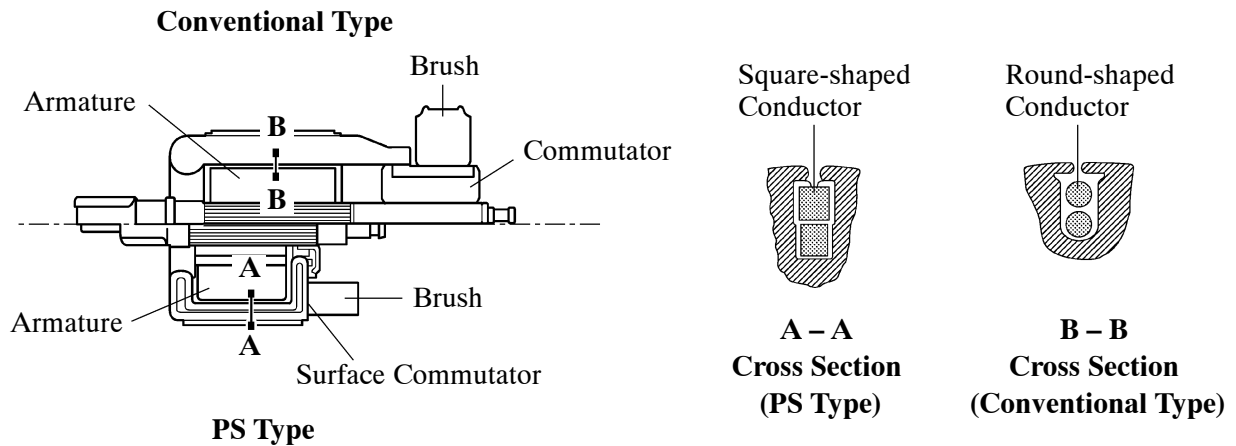 Conventional Type
Brush
Armature
B
Commutator
B
A
Brush
Armature
A
Surface Commutator
PS Type
Square-shaped
Conductor
A – A
Cross Section
(PS Type)
Round-shaped
Conductor
B – B
Cross Section
(Conventional Type)